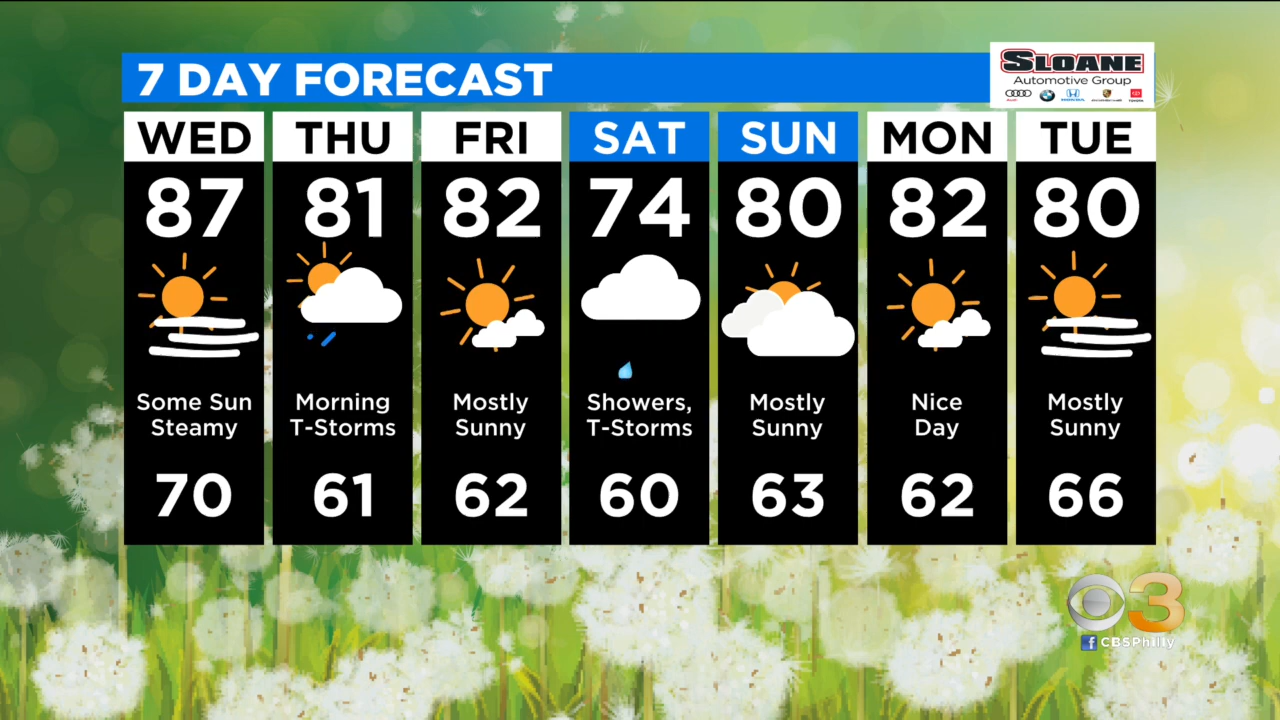 7 DAY FORECAST
SLOANE
Automotive Group
WED THU FRI SAT SUN MON TUE
87 81 82 74 80 82 80
Some Sun
Steamy
Morning
T-Storms
Mostly
Sunny
Showers,
T-Storms
Mostly
Sunny
Nice
Day
Mostly
Sunny
70 61 62 60 63 62 66
3
f CBSPhilly